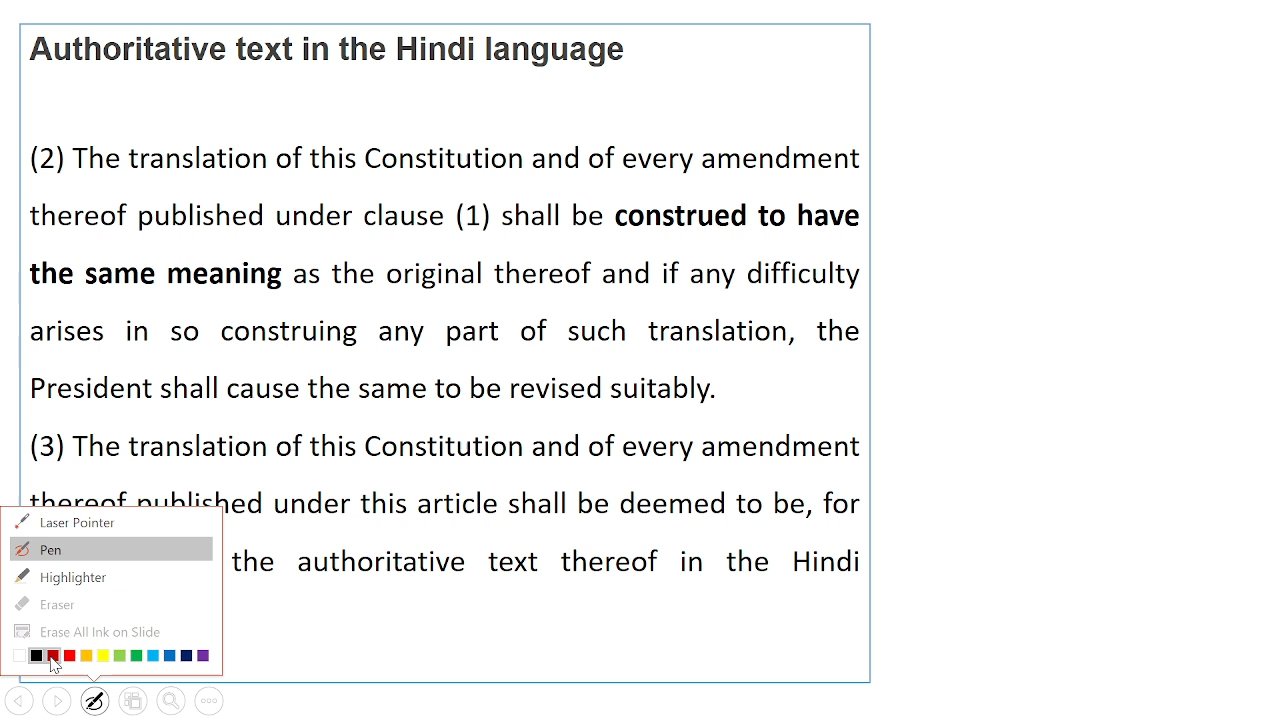 Authoritative text in the Hindi language
(2) The translation of this Constitution and of every amendment
thereof published under clause (1) shall be construed to have
the same meaning as the original thereof and if any difficulty
arises in so construing any part of such translation, the
President shall cause the same to be revised suitably.
(3) The translation of this Constitution and of every amendment
thereof published under this article shall be deemed to be, for
the authoritative text thereof in the Hindi
Laser Pointer
Pen
Highlighter
Eraser
Erase All Ink on Slide